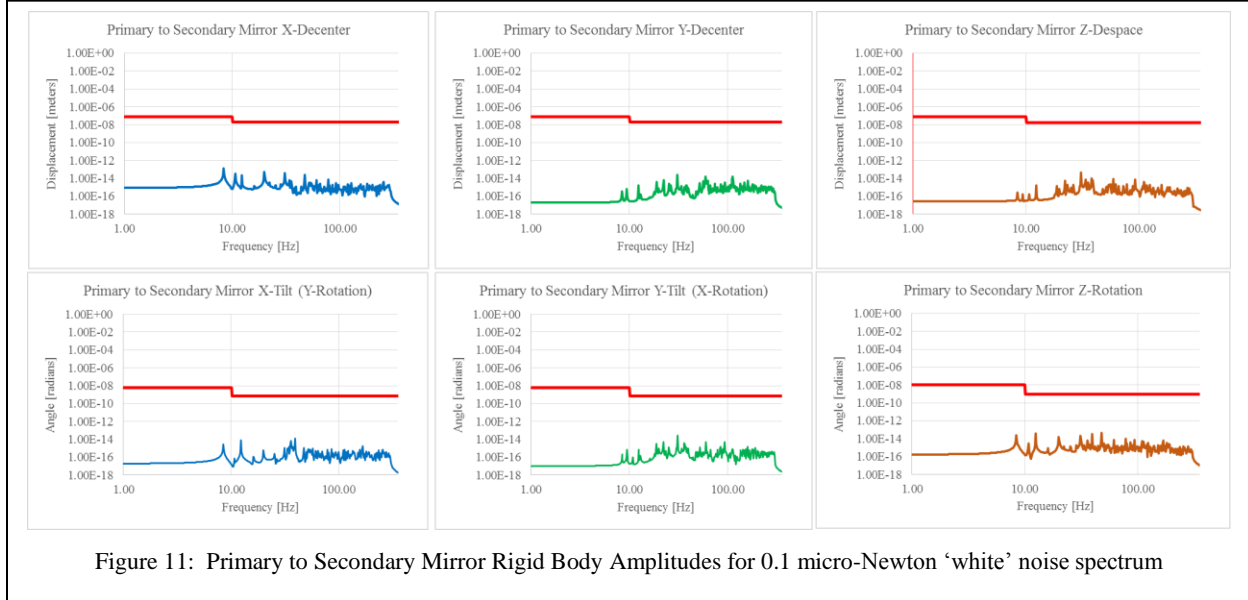 Primary to Secondary Mirror X-Decenter
1.00E+00
1.00E-02
1.00E-04
1.00E-06
1.00E-08
1.00E-10
1.00E-12
1.00E-14
1.00E-16
1.00E-18
Displacement [meters]
1.00 10.00 100.00
Frequency [Hz]
Primary to Secondary Mirror Y-Decenter
1.00E+00
1.00E-02
1.00E-04
1.00E-06
1.00E-08
1.00E-10
1.00E-12
1.00E-14
1.00E-16
1.00E-18
Displacement [meters]
1.00 10.00 100.00
Frequency [Hz]
Primary to Secondary Mirror Z-Despace
1.00E+00
1.00E-02
1.00E-04
1.00E-06
1.00E-08
1.00E-10
1.00E-12
1.00E-14
1.00E-16
1.00E-18
Displacement [meters]
1.00 10.00 100.00
Frequency [Hz]
Primary to Secondary Mirror X-Tilt (Y-Rotation)
1.00E+00
1.00E-02
1.00E-04
1.00E-06
1.00E-08
1.00E-10
1.00E-12
1.00E-14
1.00E-16
1.00E-18
Angle [radians]
1.00 10.00 100.00
Frequency [Hz]
Primary to Secondary Mirror Y-Tilt (X-Rotation)
1.00E+00
1.00E-02
1.00E-04
1.00E-06
1.00E-08
1.00E-10
1.00E-12
1.00E-14
1.00E-16
1.00E-18
Angle [radians]
1.00 10.00 100.00
Frequency [Hz]
Primary to Secondary Mirror Z-Rotation
1.00E+00
1.00E-02
1.00E-04
1.00E-06
1.00E-08
1.00E-10
1.00E-12
1.00E-14
1.00E-16
1.00E-18
Angle [radians]
1.00 10.00 100.00
Frequency [Hz]
Figure 11: Primary to Secondary Mirror Rigid Body Amplitudes for 0.1 micro-Newton ‘white’ noise spectrum